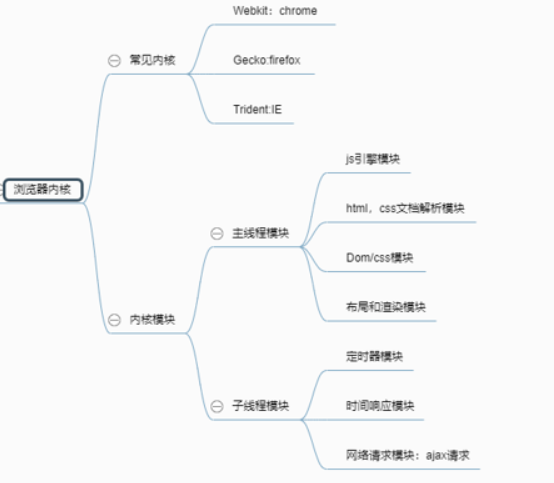 Webkit：chrome
常见内核
Gecko:firefox
Trident:IE
浏览器内核
js引擎模块
html，css文档解析模块
主线程模块
Dom/css模块
布局和渲染模块
内核模块
定时器模块
子线程模块
时间响应模块
网络请求模块：ajax请求